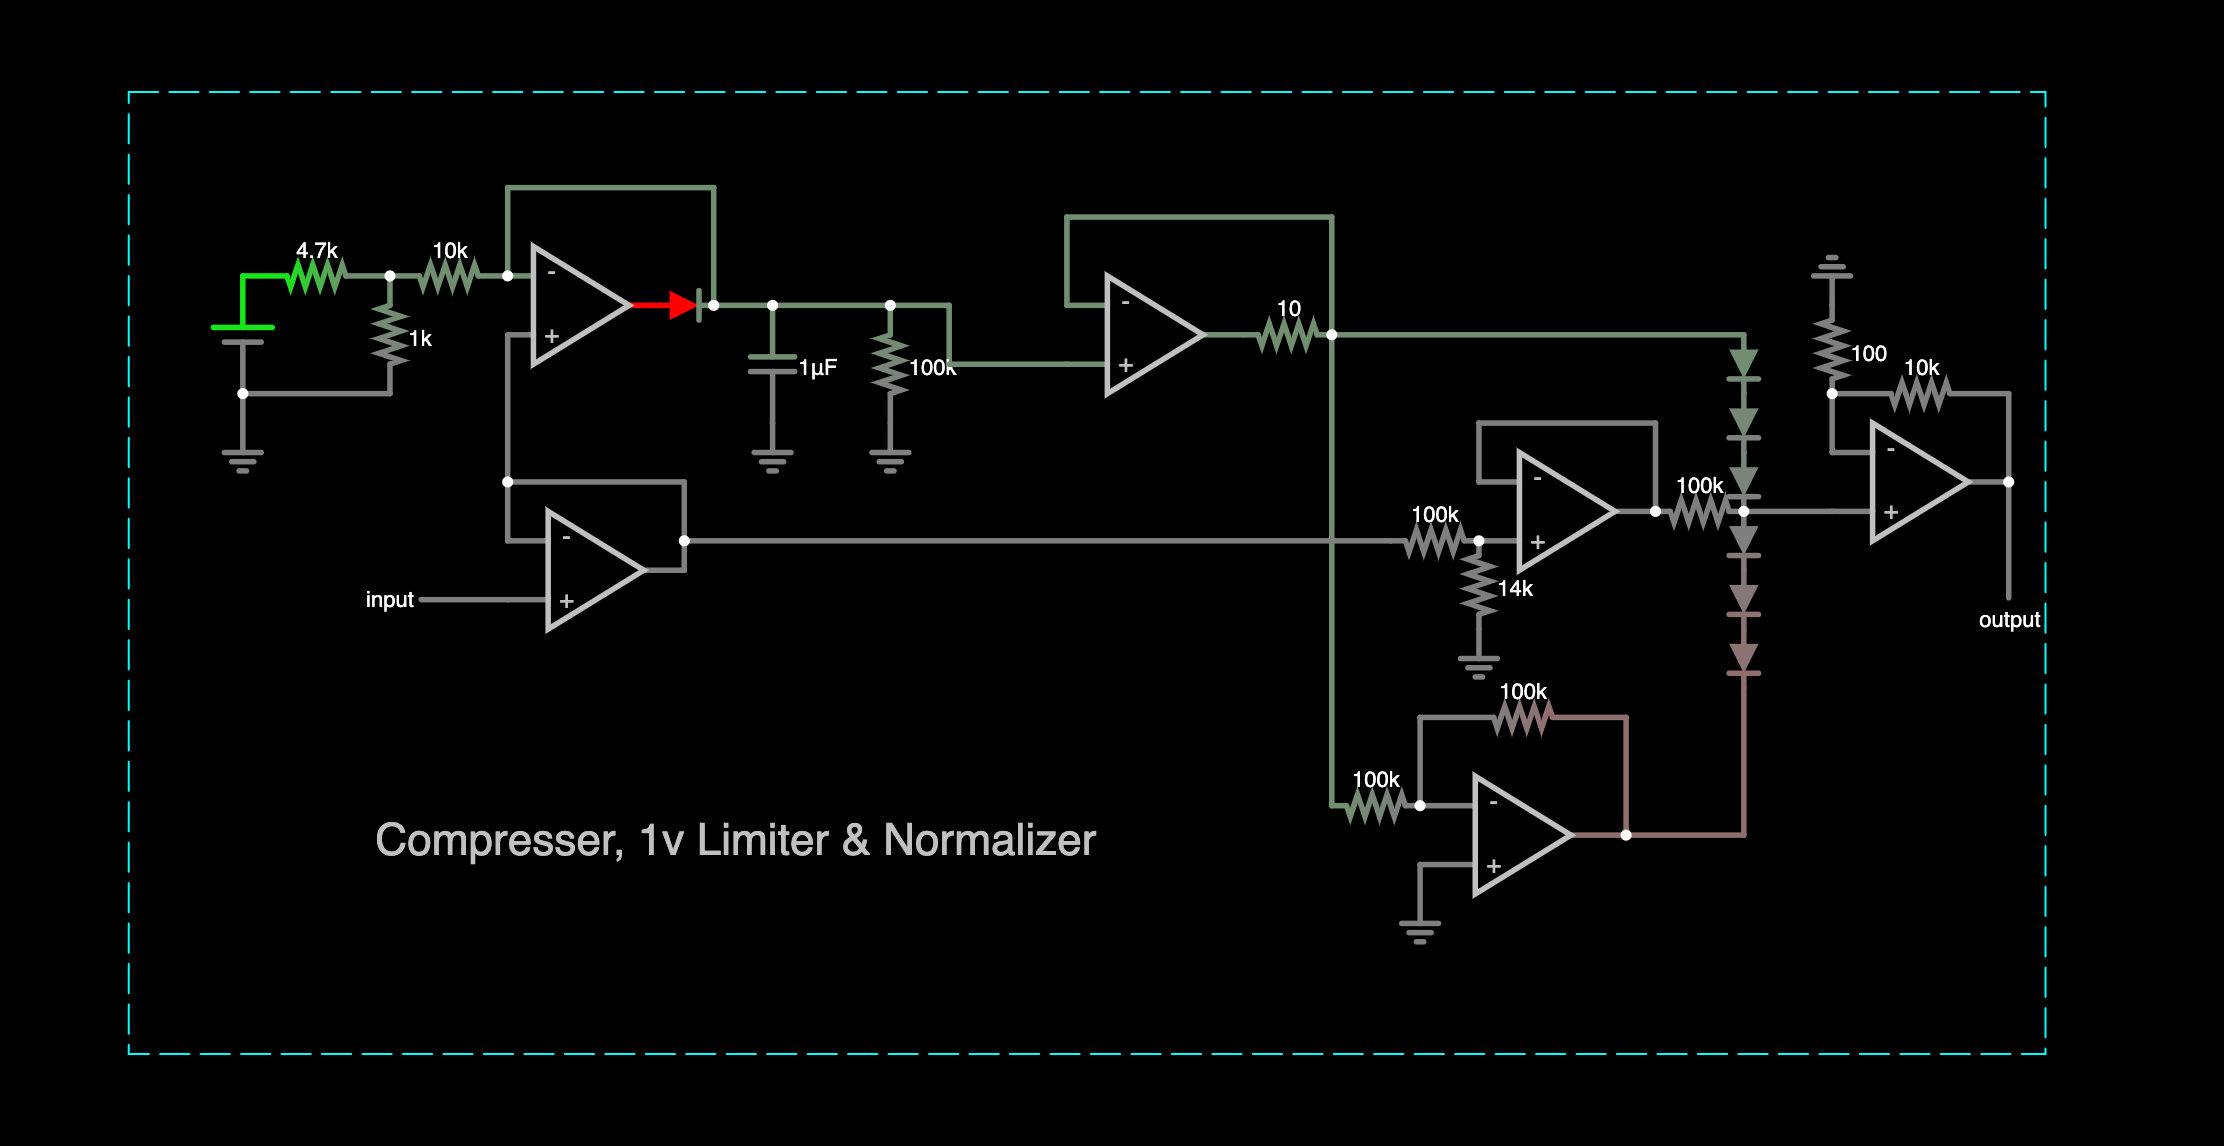 4.7k
10k
1k
-
+
1µF
100k
-
+
10
100
10k
-
+
-
+
100k
100k
-
+
14k
input
output
100k
100k
-
+
Compresser, 1v Limiter & Normalizer